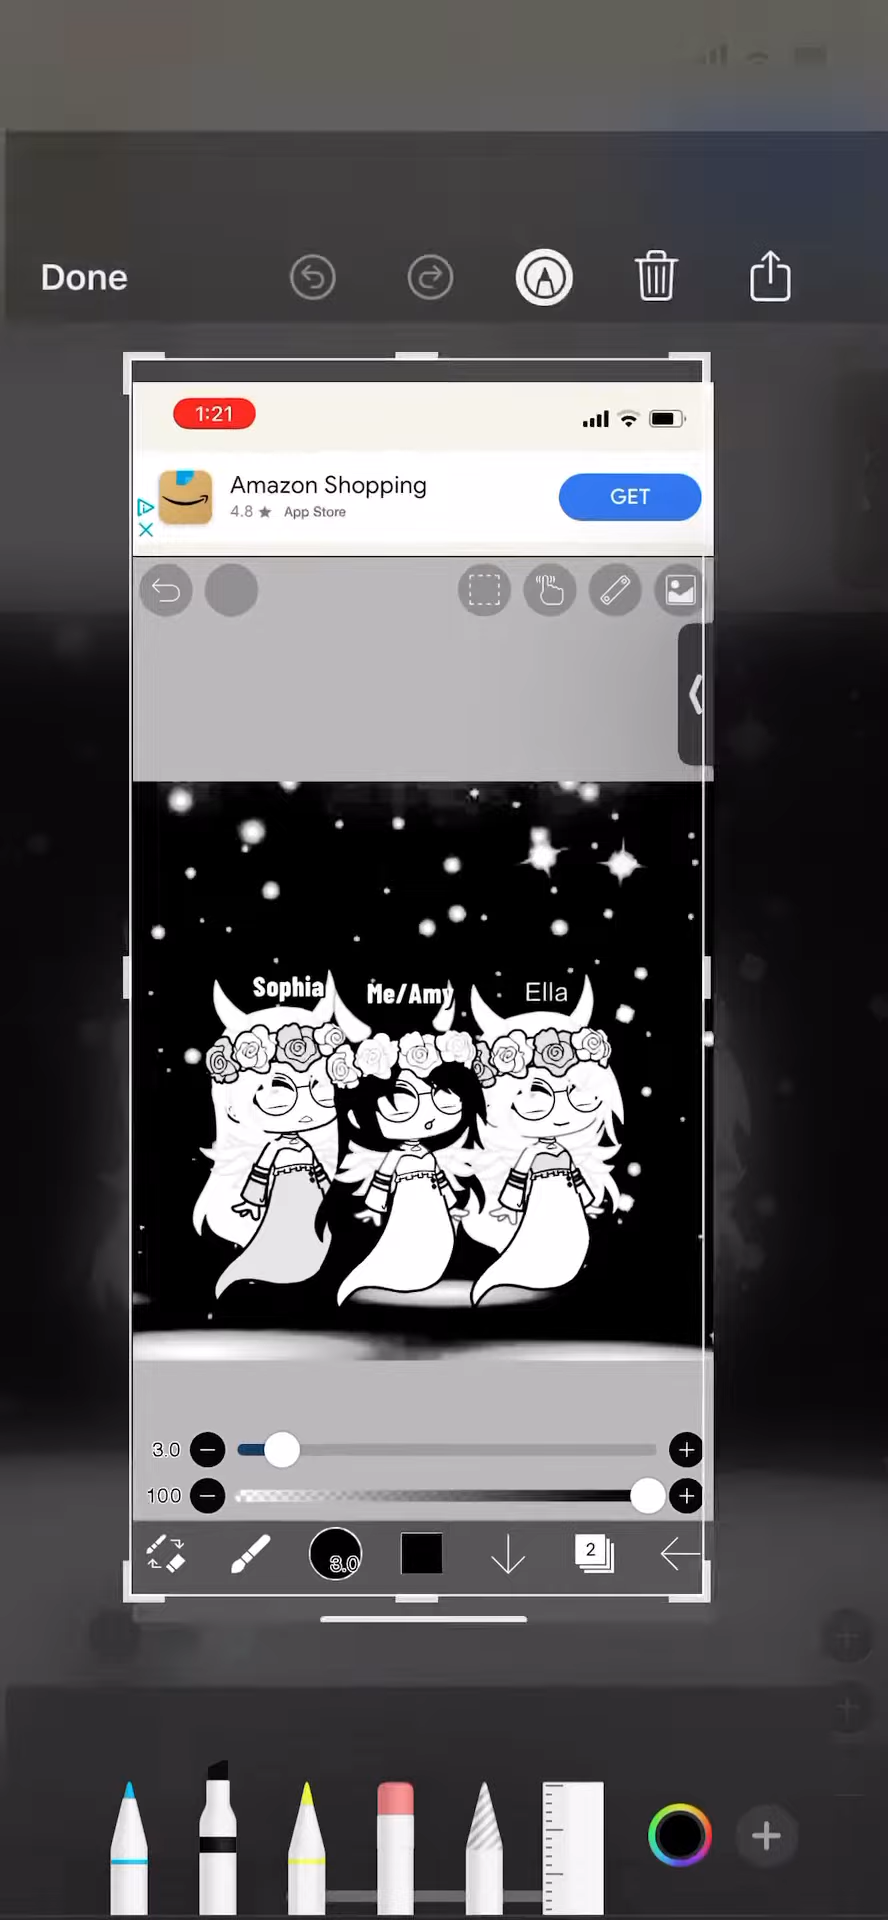 Done
1:21
Amazon Shopping
4.8 ★ App Store
GET
Sophia
Me/Amy
Ella
3.0
100
3.0
2